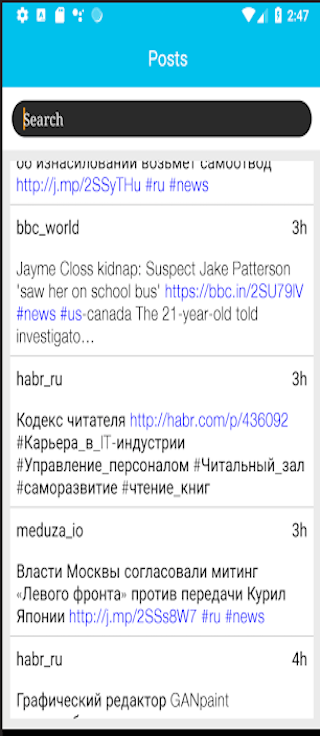 2:47
Posts
Search
об изнасиловании возьмет самоотвод
http://j.mp/2SSyTHu #ru #news
bbc_world 3h
Jayme Closs kidnap: Suspect Jake Patterson
'saw her on school bus' https://bbc.in/2SU79lV
#news #us-canada The 21-year-old told
investigato...
habr_ru 3h
Кодекс читателя http://habr.com/p/436092
#Карьера_в_IT-индустрии
#Управление_персоналом #Читальный_зал
#саморазвитие #чтение_книг
meduza_io 3h
Власти Москвы согласовали митинг
«Левого фронта» против передачи Курил
Японии http://j.mp/2SSs8W7 #ru #news
habr_ru 4h
Графический редактор GANpaint